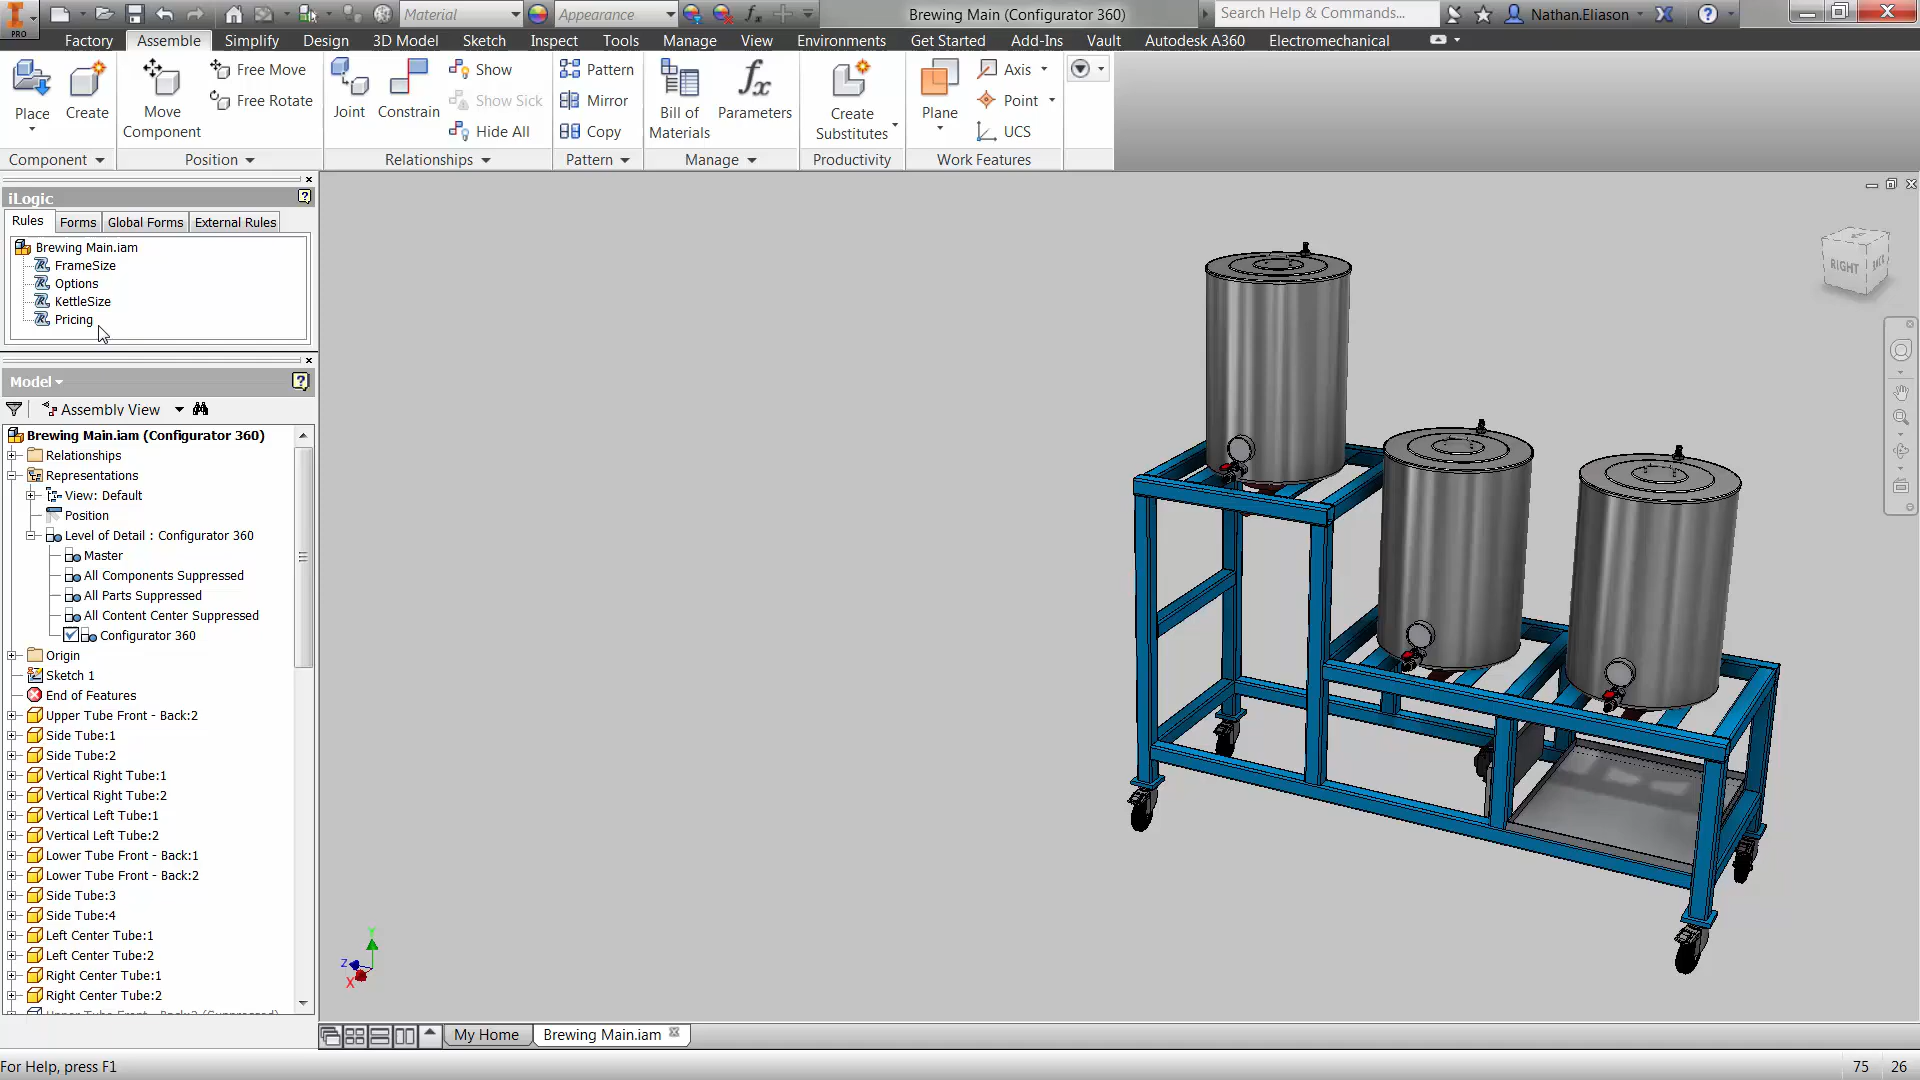 PRO
Material
Appearance
Brewing Main (Configurator 360)
Search Help & Commands...
Nathan.Eliason
Factory
Assemble
Simplify
Design
3D Model
Sketch
Inspect
Tools
Manage
View
Environments
Get Started
Add-Ins
Vault
Autodesk A360
Electromechanical
Place
Create
Move
Component
Free Move
Free Rotate
Joint
Constrain
Show
Show Sick
Hide All
Pattern
Mirror
Copy
Bill of
Materials
Parameters
Create
Substitutes
Plane
Axis
Point
UCS
Component
Position
Relationships
Pattern
Manage
Productivity
Work Features
iLogic
Rules
Forms
Global Forms
External Rules
Brewing Main.iam
FrameSize
Options
KettleSize
Pricing
Model
Assembly View
Brewing Main.iam (Configurator 360)
Relationships
Representations
View: Default
Position
Level of Detail : Configurator 360
Master
All Components Suppressed
All Parts Suppressed
All Content Center Suppressed
Configurator 360
Origin
Sketch 1
End of Features
Upper Tube Front - Back:2
Side Tube:1
Side Tube:2
Vertical Right Tube:1
Vertical Right Tube:2
Vertical Left Tube:1
Vertical Left Tube:2
Lower Tube Front - Back:1
Lower Tube Front - Back:2
Side Tube:3
Side Tube:4
Left Center Tube:1
Left Center Tube:2
Right Center Tube:1
Right Center Tube:2
RIGHT
BACK
Y
Z
X
My Home
Brewing Main.iam
For Help, press F1
75
26